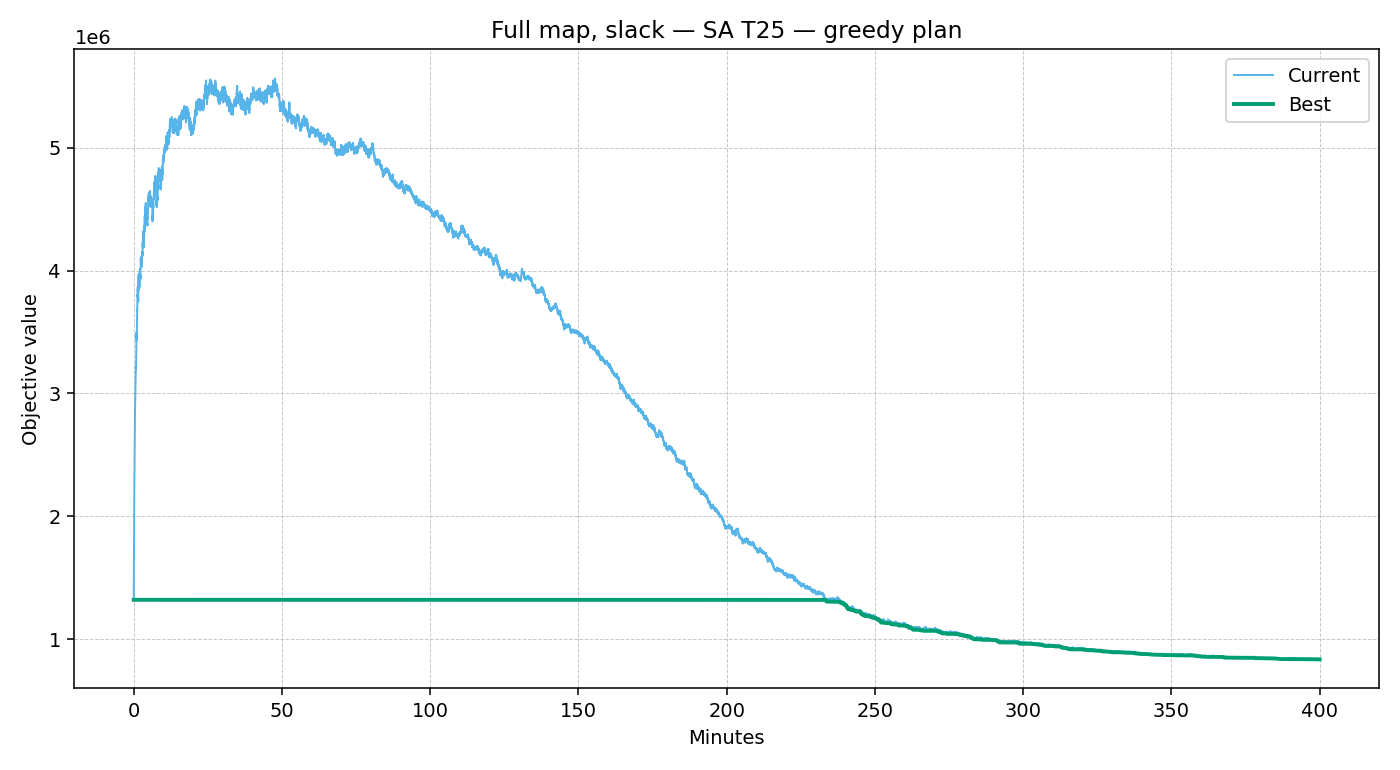 Full map, slack — SA T25 — greedy plan
1e6
Current
Best
5
4
3
2
1
Objective value
0 50 100 150 200 250 300 350 400
Minutes